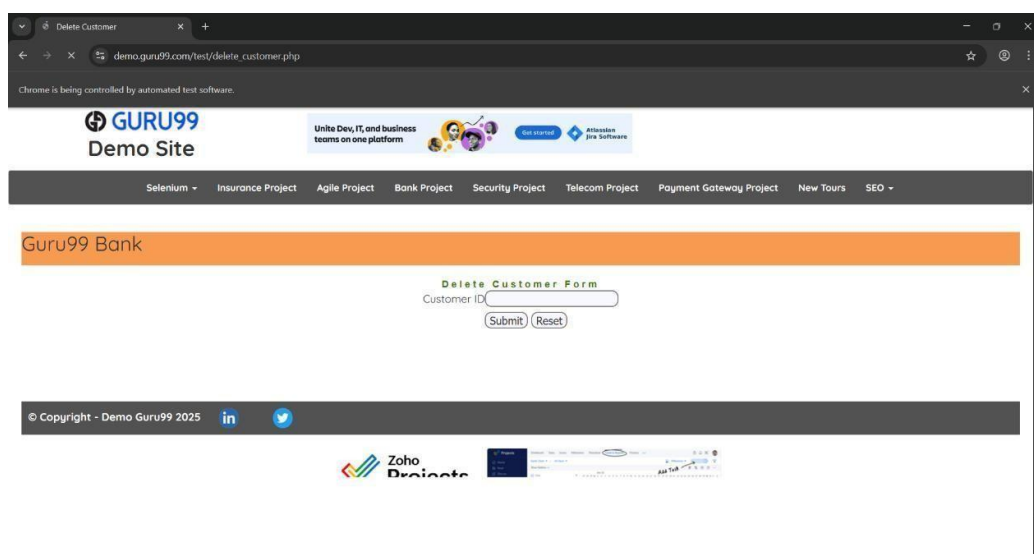 Delete Customer
demo.guru99.com/test/delete_customer.php
Chrome is being controlled by automated test software.
GURU99
Demo Site
Unite Dev, IT, and business
teams on one platform
Get started
Atlassian
Jira Software
Selenium Insurance Project Agile Project Bank Project Security Project Telecom Project Payment Gateway Project New Tours SEO
Guru99 Bank
Delete Customer Form
Customer ID
Submit Reset
© Copyright - Demo Guru99 2025 in
Zoho
Projects
Projects